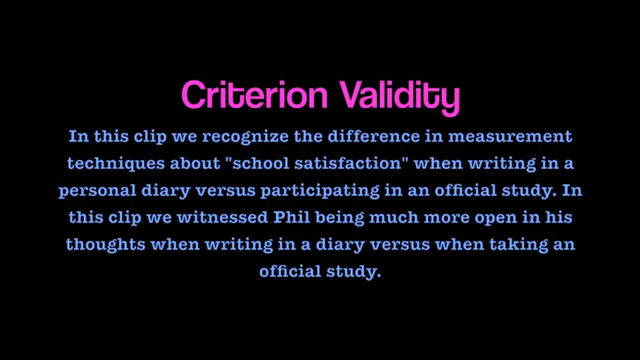 Criterion Validity
In this clip we recognize the difference in measurement
techniques about "school satisfaction" when writing in a
personal diary versus participating in an official study. In
this clip we witnessed Phil being much more open in his
thoughts when writing in a diary versus when taking an
official study.